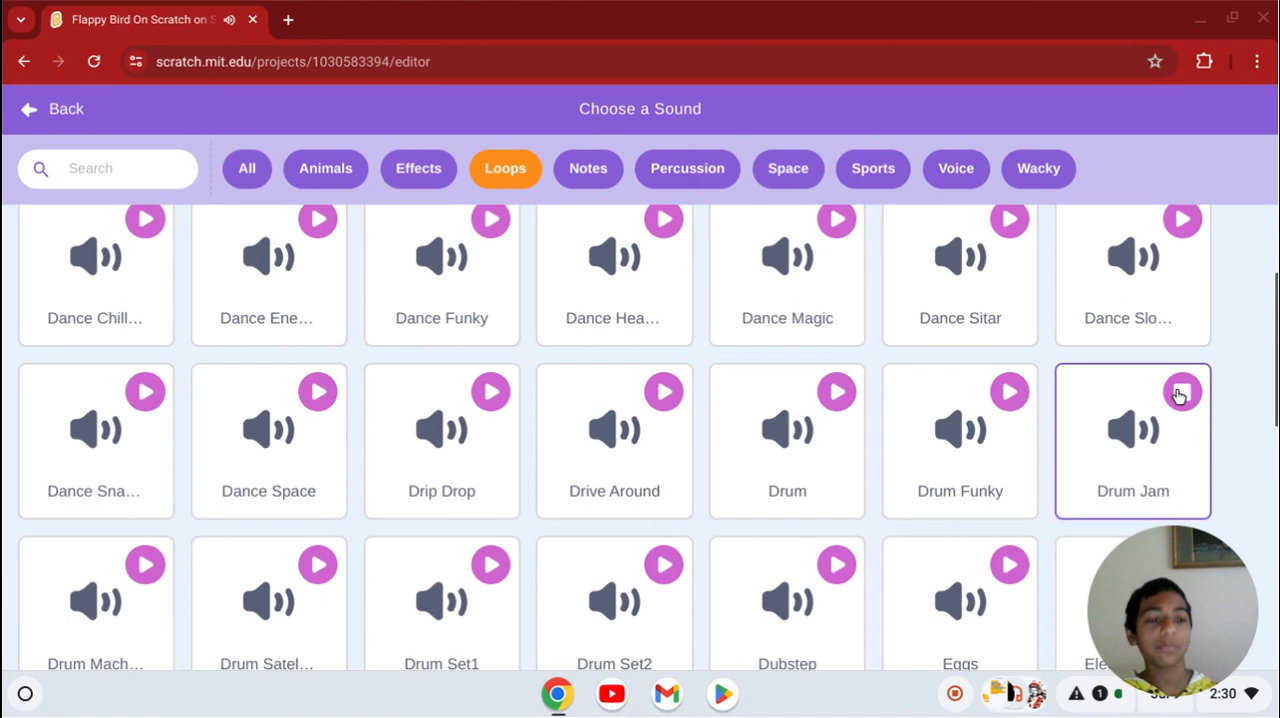 Flappy Bird On Scratch on S
scratch.mit.edu/projects/1030583394/editor
Back
Choose a Sound
Search
All
Animals
Effects
Loops
Notes
Percussion
Space
Sports
Voice
Wacky
Dance Chill...
Dance Ene...
Dance Funky
Dance Hea...
Dance Magic
Dance Sitar
Dance Slo...
Dance Sna...
Dance Space
Drip Drop
Drive Around
Drum
Drum Funky
Drum Jam
Drum Mach...
Drum Satel...
Drum Set1
Drum Set2
Dubstep
Eggs
1
2:30